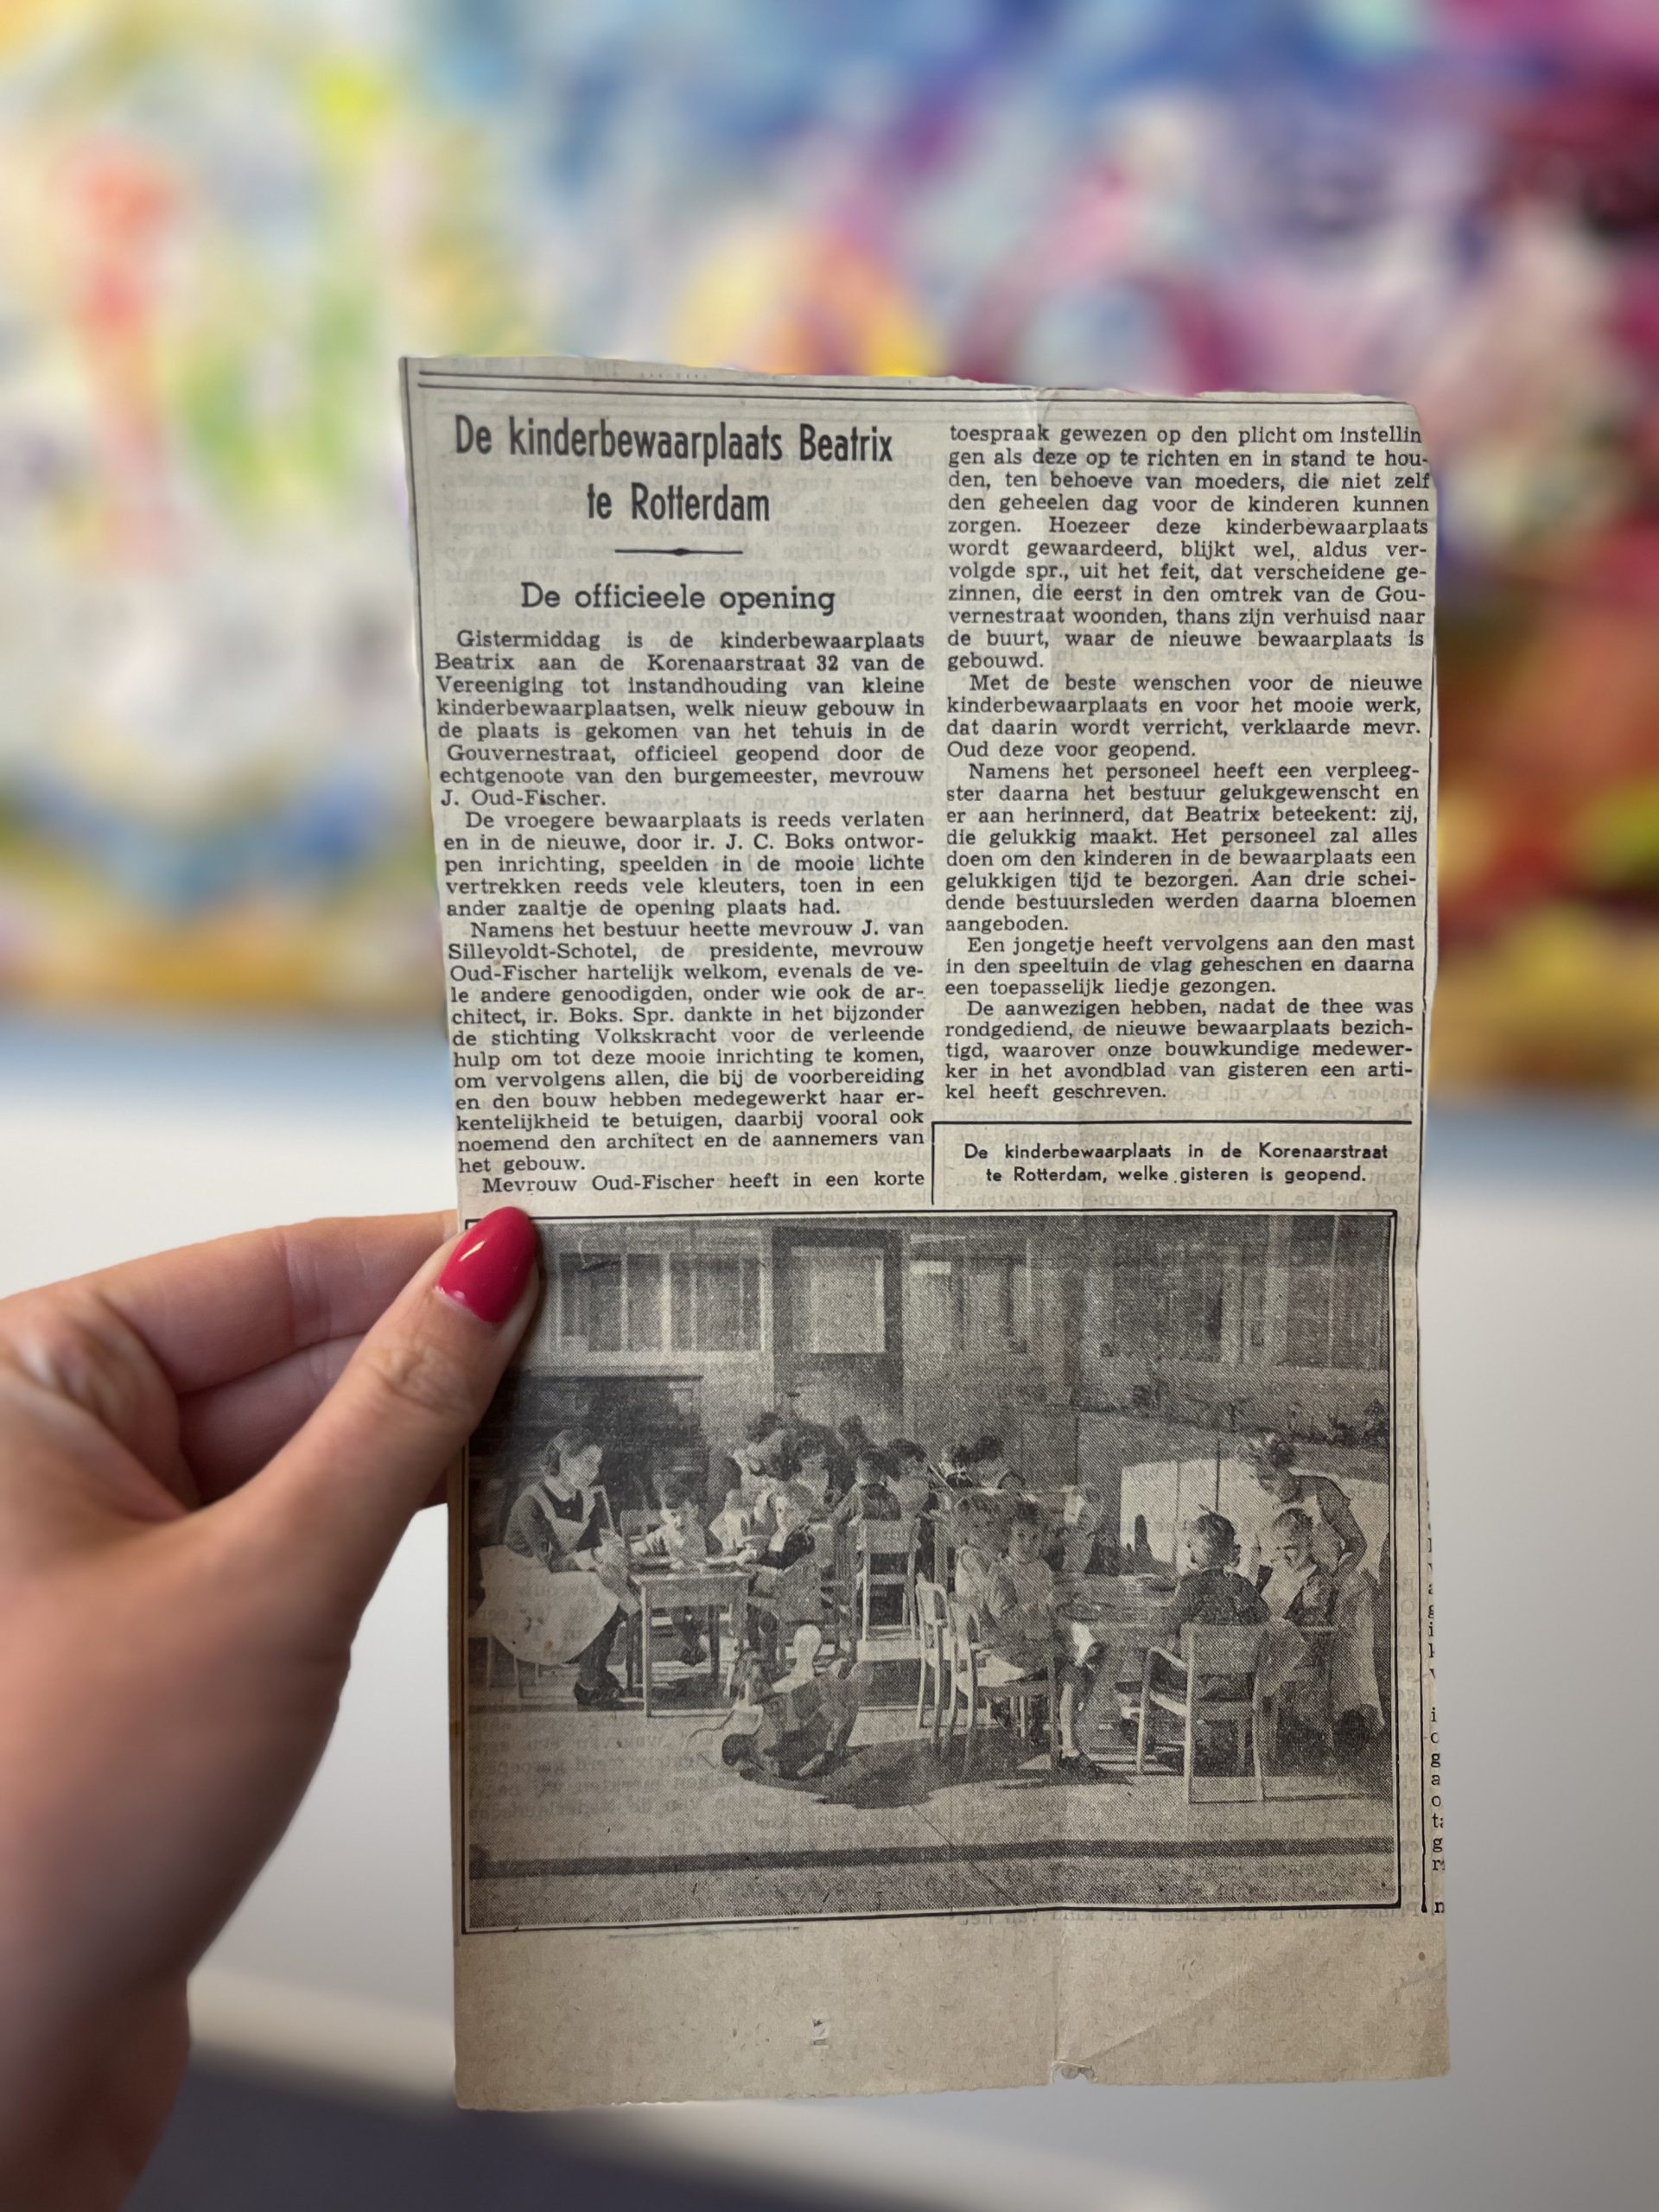 De kinderbewaarplaats Beatrix
te Rotterdam
De officieele opening
Gistermiddag is de kinderbewaarplaats
Beatrix aan de Korenaarstraat 32 van de
Vereeniging tot instandhouding van kleine
kinderbewaarplaatsen, welk nieuw gebouw in
de plaats is gekomen van het tehuis in de
Gouvernestraat, officieel geopend door de
echtgenoote van den burgemeester, mevrouw
J. Oud-Fischer.
De vroegere bewaarplaats is reeds verlaten
en in de nieuwe, door ir. J. C. Boks ontwor-
pen inrichting, speelden in de mooie lichte
vertrekken reeds vele kleuters, toen in een
ander zaaltje de opening plaats had.
Namens het bestuur heette mevrouw J. van
Sillevoldt-Schotel, de presidente, mevrouw
Oud-Fischer hartelijk welkom, evenals de ve-
le andere genoodigden, onder wie ook de ar-
chitect, ir. Boks. Spr. dankte in het bijzonder
de stichting Volkskracht voor de verleende
hulp om tot deze mooie inrichting te komen,
om vervolgens allen, die bij de voorbereiding
en den bouw hebben medegewerkt haar er-
kentelijkheid te betuigen, daarbij vooral ook
noemend den architect en de aannemers van
het gebouw.
Mevrouw Oud-Fischer heeft in een korte
toespraak gewezen op den plicht om instellin
gen als deze op te richten en in stand te hou-
den, ten behoeve van moeders, die niet zelf
den geheelen dag voor de kinderen kunnen
zorgen. Hoezeer deze kinderbewaarplaats
wordt gewaardeerd, blijkt wel, aldus ver-
volgde spr., uit het feit, dat verscheidene ge-
zinnen, die eerst in den omtrek van de Gou-
vernestraat woonden, thans zijn verhuisd naar
de buurt, waar de nieuwe bewaarplaats is
gebouwd.
Met de beste wenschen voor de nieuwe
kinderbewaarplaats en voor het mooie werk,
dat daarin wordt verricht, verklaarde mevr.
Oud deze voor geopend.
Namens het personeel heeft een verpleeg-
ster daarna het bestuur gelukgewenscht en
er aan herinnerd, dat Beatrix beteekent: zij,
die gelukkig maakt. Het personeel zal alles
doen om den kinderen in de bewaarplaats een
gelukkigen tijd te bezorgen. Aan drie schei-
dende bestuursleden werden daarna bloemen
aangeboden.
Een jongetje heeft vervolgens aan den mast
in den speeltuin de vlag geheschen en daarna
een toepasselijk liedje gezongen.
De aanwezigen hebben, nadat de thee was
rondgediend, de nieuwe bewaarplaats bezich-
tigd, waarover onze bouwkundige medewer-
ker in het avondblad van gisteren een arti-
kel heeft geschreven.
De kinderbewaarplaats in de Korenaarstraat
te Rotterdam, welke gisteren is geopend.